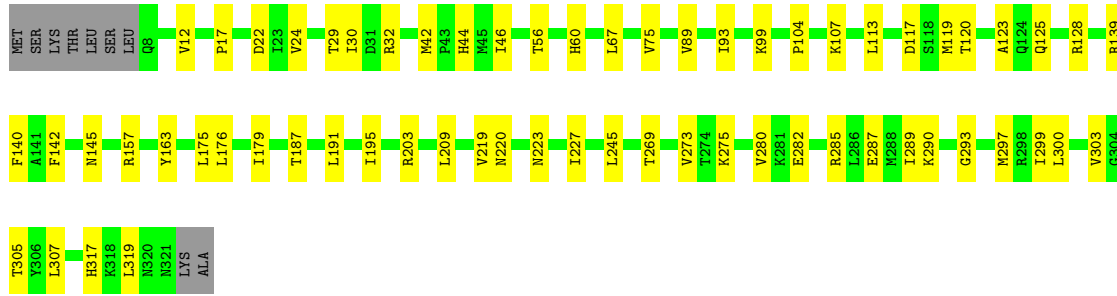 MET SER LYS THR LEU SER LEU Q8 V12 P17 D22 I23 V24 T29 I30 D31 R32 M42 P43 H44 M45 I46 T56 H60 L67 V75 V89 I93 K99 P104 K107 L113 D117 S118 M119 T120 A123 Q124 Q125 R128 R139
F140 A141 F142 N145 R157 Y163 L175 L176 I179 T187 L191 I195 R203 L209 V219 N220 N223 I227 L245 T269 V273 T274 K275 V280 K281 E282 R285 L286 E287 M288 I289 K290 G293 M297 R298 I299 L300 V303 G304
T305 Y306 L307 H317 K318 L319 N320 N321 LYS ALA